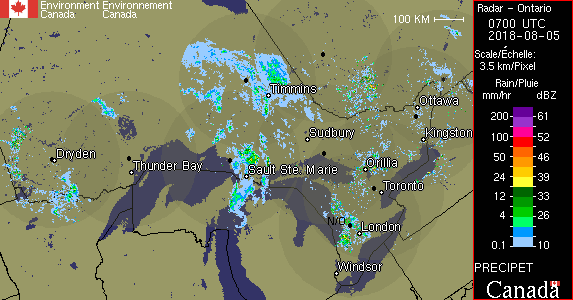 Environment Environnement
Canada Canada
100 KM
Timmins
Ottawa
Sudbury
Kingston
Dryden
Thunder Bay
Sault Ste. Marie
Orillia
Toronto
London
Windsor
Radar - Ontario
0700 UTC
2018-08-05
Scale/Échelle:
3.5 km/Pixel
Rain/Pluie
mm/hr dBZ
200 61
100 52
50 46
24 39
12 34
4 26
0.1 10
PRECIPET
Canada